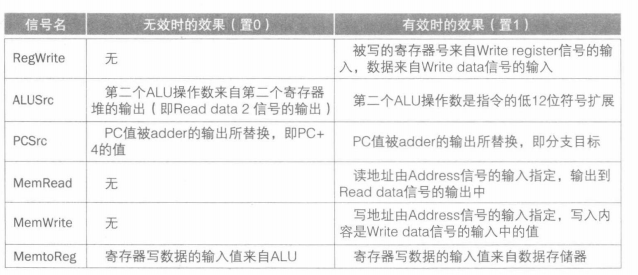 信号名 无效时的效果（置0） 有效时的效果（置1）
RegWrite 无 被写的寄存器号来自Write register信号的输
入，数据来自Write data信号的输入
ALUSrc 第二个ALU操作数来自第二个寄存器
堆的输出（即Read data 2 信号的输出） 第二个ALU操作数是指令的低12位符号扩展
PCSrc PC值被adder的输出所替换，即PC+
4的值 PC值被adder的输出所替换，即分支目标
MemRead 无 读地址由Address信号的输入指定，输出到
Read data信号的输出中
MemWrite 无 写地址由Address信号的输入指定，写入内
容是Write data信号的输入中的值
MemtoReg 寄存器写数据的输入值来自ALU 寄存器写数据的输入值来自数据存储器